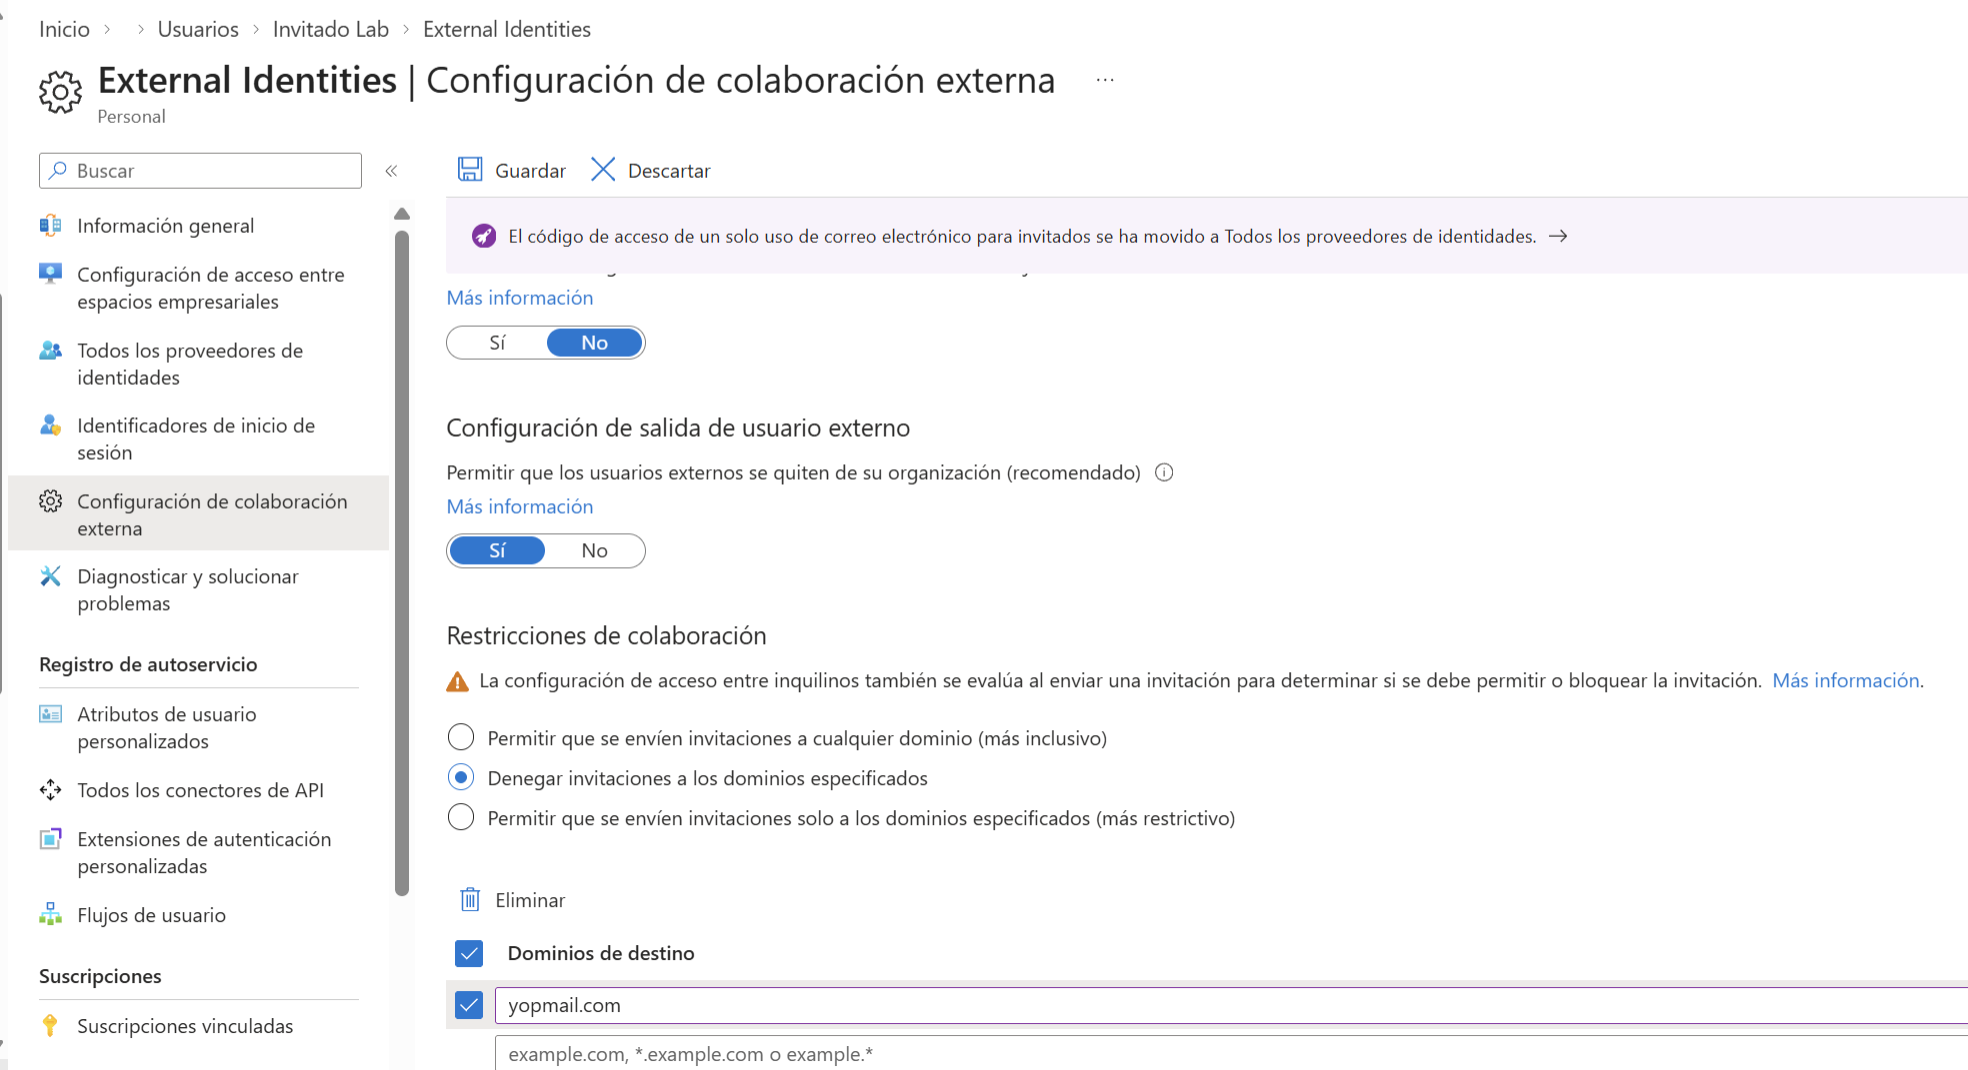 Inicio > > Usuarios > Invitado Lab > External Identities
External Identities | Configuración de colaboración externa ...
Personal
Buscar
«
Guardar
Descartar
El código de acceso de un solo uso de correo electrónico para invitados se ha movido a Todos los proveedores de identidades. →
Información general
Configuración de acceso entre
espacios empresariales
Todos los proveedores de
identidades
Identificadores de inicio de
sesión
Configuración de colaboración
externa
Diagnosticar y solucionar
problemas
Registro de autoservicio
Atributos de usuario
personalizados
Todos los conectores de API
Extensiones de autenticación
personalizadas
Flujos de usuario
Suscripciones
Suscripciones vinculadas
Más información
Sí No
Configuración de salida de usuario externo
Permitir que los usuarios externos se quiten de su organización (recomendado)
Más información
Sí No
Restricciones de colaboración
La configuración de acceso entre inquilinos también se evalúa al enviar una invitación para determinar si se debe permitir o bloquear la invitación. Más información.
Permitir que se envíen invitaciones a cualquier dominio (más inclusivo)
Denegar invitaciones a los dominios especificados
Permitir que se envíen invitaciones solo a los dominios especificados (más restrictivo)
Eliminar
Dominios de destino
yopmail.com
example.com, *.example.com o example.*